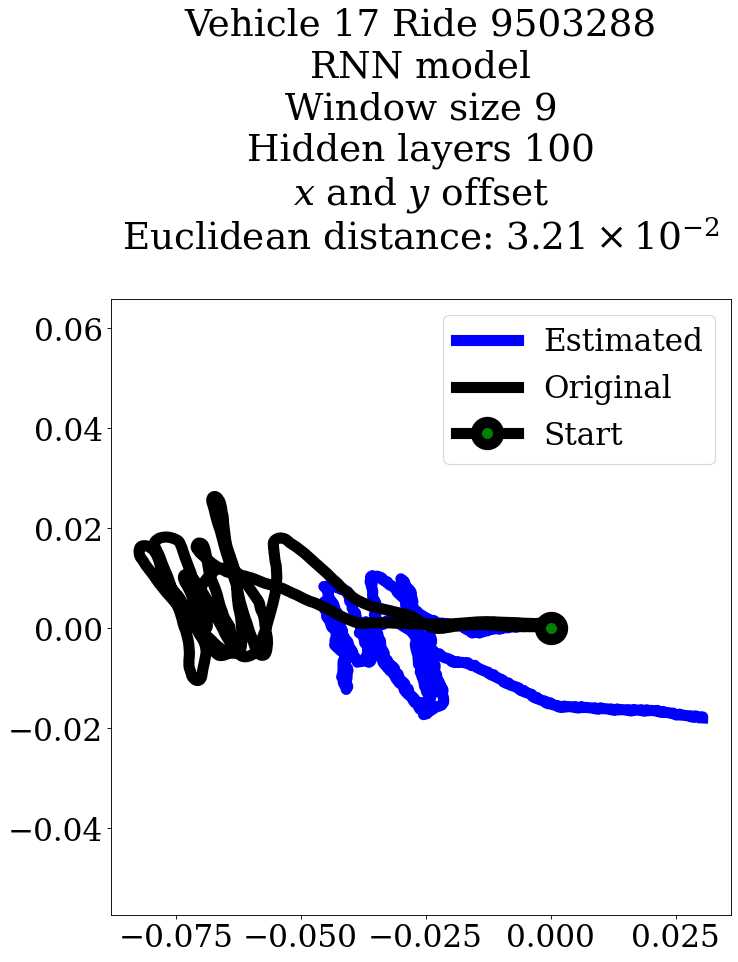 Vehicle 17 Ride 9503288
RNN model
Window size 9
Hidden layers 100
x and y offset
Euclidean distance: 3.21 × 10⁻²
Estimated
Original
Start
0.06
0.04
0.02
0.00
−0.02
−0.04
−0.075 −0.050 −0.025 0.000 0.025